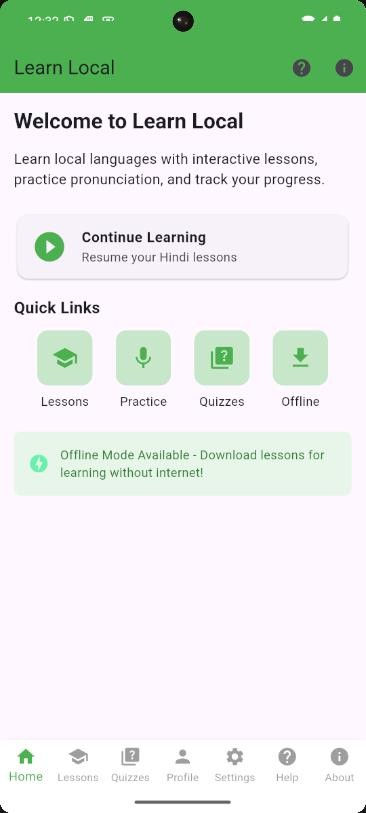 12:32
Learn Local
Welcome to Learn Local
Learn local languages with interactive lessons,
practice pronunciation, and track your progress.
Continue Learning
Resume your Hindi lessons
Quick Links
Lessons
Practice
Quizzes
Offline
Offline Mode Available - Download lessons for
learning without internet!
Home
Lessons
Quizzes
Profile
Settings
Help
About